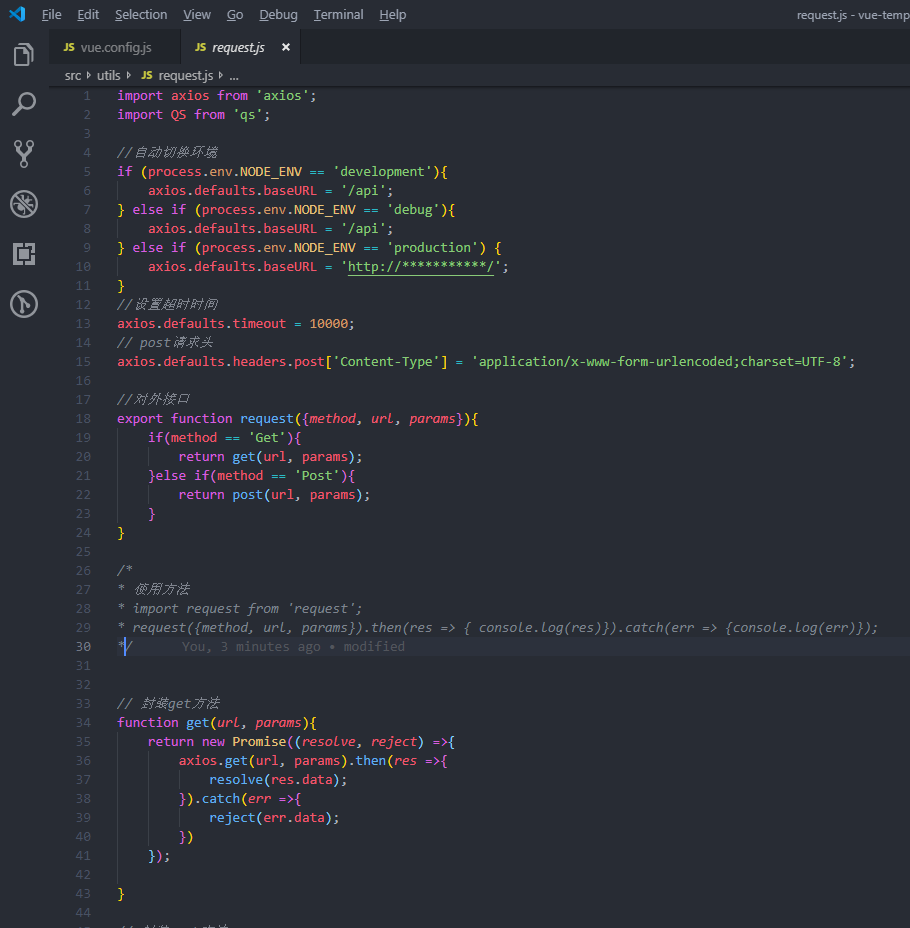 File Edit Selection View Go Debug Terminal Help request.js - vue-temp
JS vue.config.js JS request.js ×
src utils JS request.js ...
1 import axios from 'axios';
2 import QS from 'qs';
3
4 //自动切换环境
5 if (process.env.NODE_ENV == 'development'){
6 axios.defaults.baseURL = '/api';
7 } else if (process.env.NODE_ENV == 'debug'){
8 axios.defaults.baseURL = '/api';
9 } else if (process.env.NODE_ENV == 'production') {
10 axios.defaults.baseURL = 'http://***********/';
11 }
12 //设置超时时间
13 axios.defaults.timeout = 10000;
14 // post请求头
15 axios.defaults.headers.post['Content-Type'] = 'application/x-www-form-urlencoded;charset=UTF-8';
16
17 //对外接口
18 export function request({method, url, params}){
19 if(method == 'Get'){
20 return get(url, params);
21 }else if(method == 'Post'){
22 return post(url, params);
23 }
24 }
25
26 /*
27 * 使用方法
28 * import request from 'request';
29 * request({method, url, params}).then(res => { console.log(res)}).catch(err => {console.log(err)});
30 */ You, 3 minutes ago • modified
31
32
33 // 封装get方法
34 function get(url, params){
35 return new Promise((resolve, reject) =>{
36 axios.get(url, params).then(res =>{
37 resolve(res.data);
38 }).catch(err =>{
39 reject(err.data);
40 })
41 });
42
43 }
44